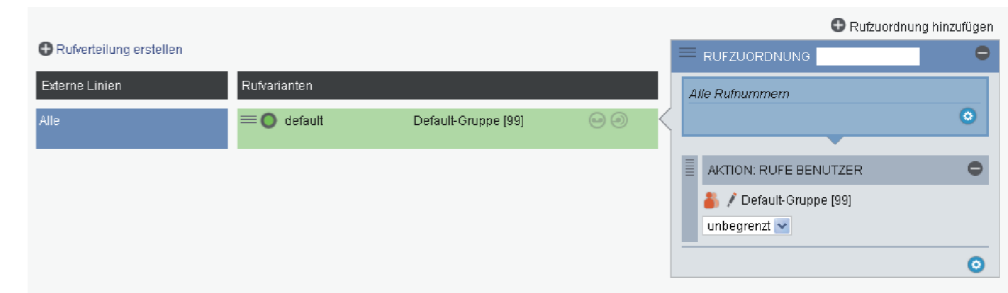 Rufzuordnung hinzufügen
Rufverteilung erstellen
RUFZUORDNUNG
Externe Linien
Rufvarianten
Alle Rufnummern
Alle
default
Default-Gruppe [99]
AKTION: RUFE BENUTZER
Default-Gruppe [99]
unbegrenzt